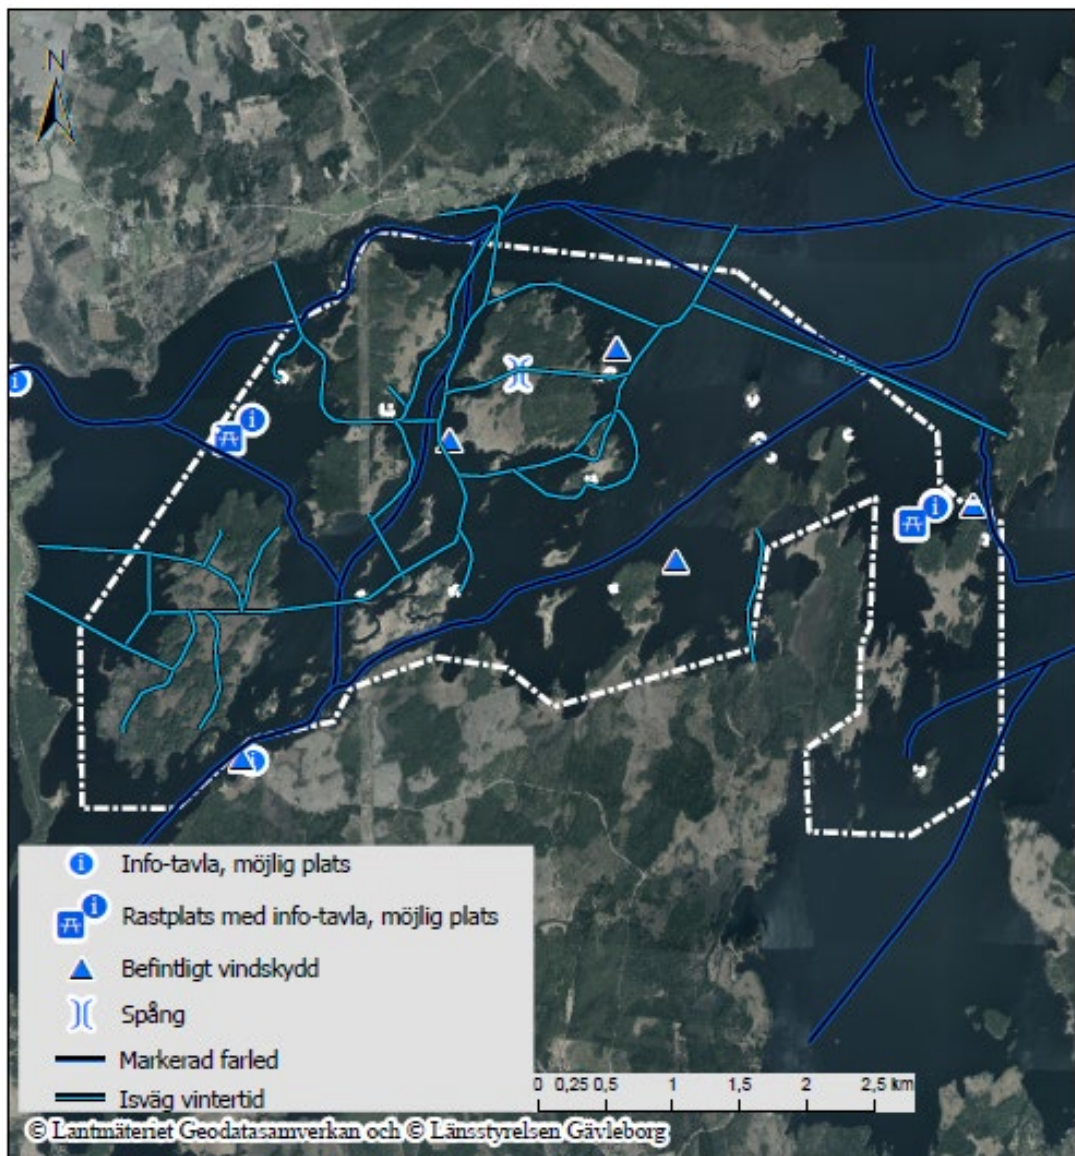 N
Info-tavla, möjlig plats
Rastplats med info-tavla, möjlig plats
Befintligt vindskydd
Spång
Markerad farled
Isväg vintertid
0 0,25 0,5 1 1,5 2 2,5 km
© Lantmäteriet Geodatasamverkan och © Länsstyrelsen Gävleborg